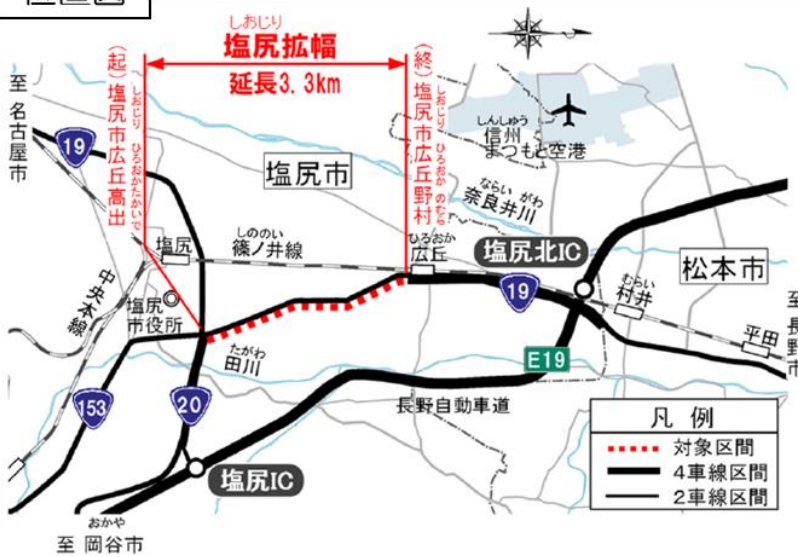 位置図
しおじり
塩尻拡幅
延長3.3km
(起)塩尻市広丘高出
しおじり ひろおかたかいで
(終)塩尻市広丘野村
しおじり ひろおか のむら
至 名古屋市
19
塩尻市
しんしゅう
信州
まつもと空港
ならい がわ
奈良井川
しののい
篠ノ井線
塩尻
ひろおか
広丘
塩尻北IC
19
むらい
村井
松本市
平田
至 長野市
中央本線
塩尻
市役所
たがわ
田川
E19
長野自動車道
153
20
塩尻IC
おかや
至 岡谷市
凡 例
対象区間
4車線区間
2車線区間